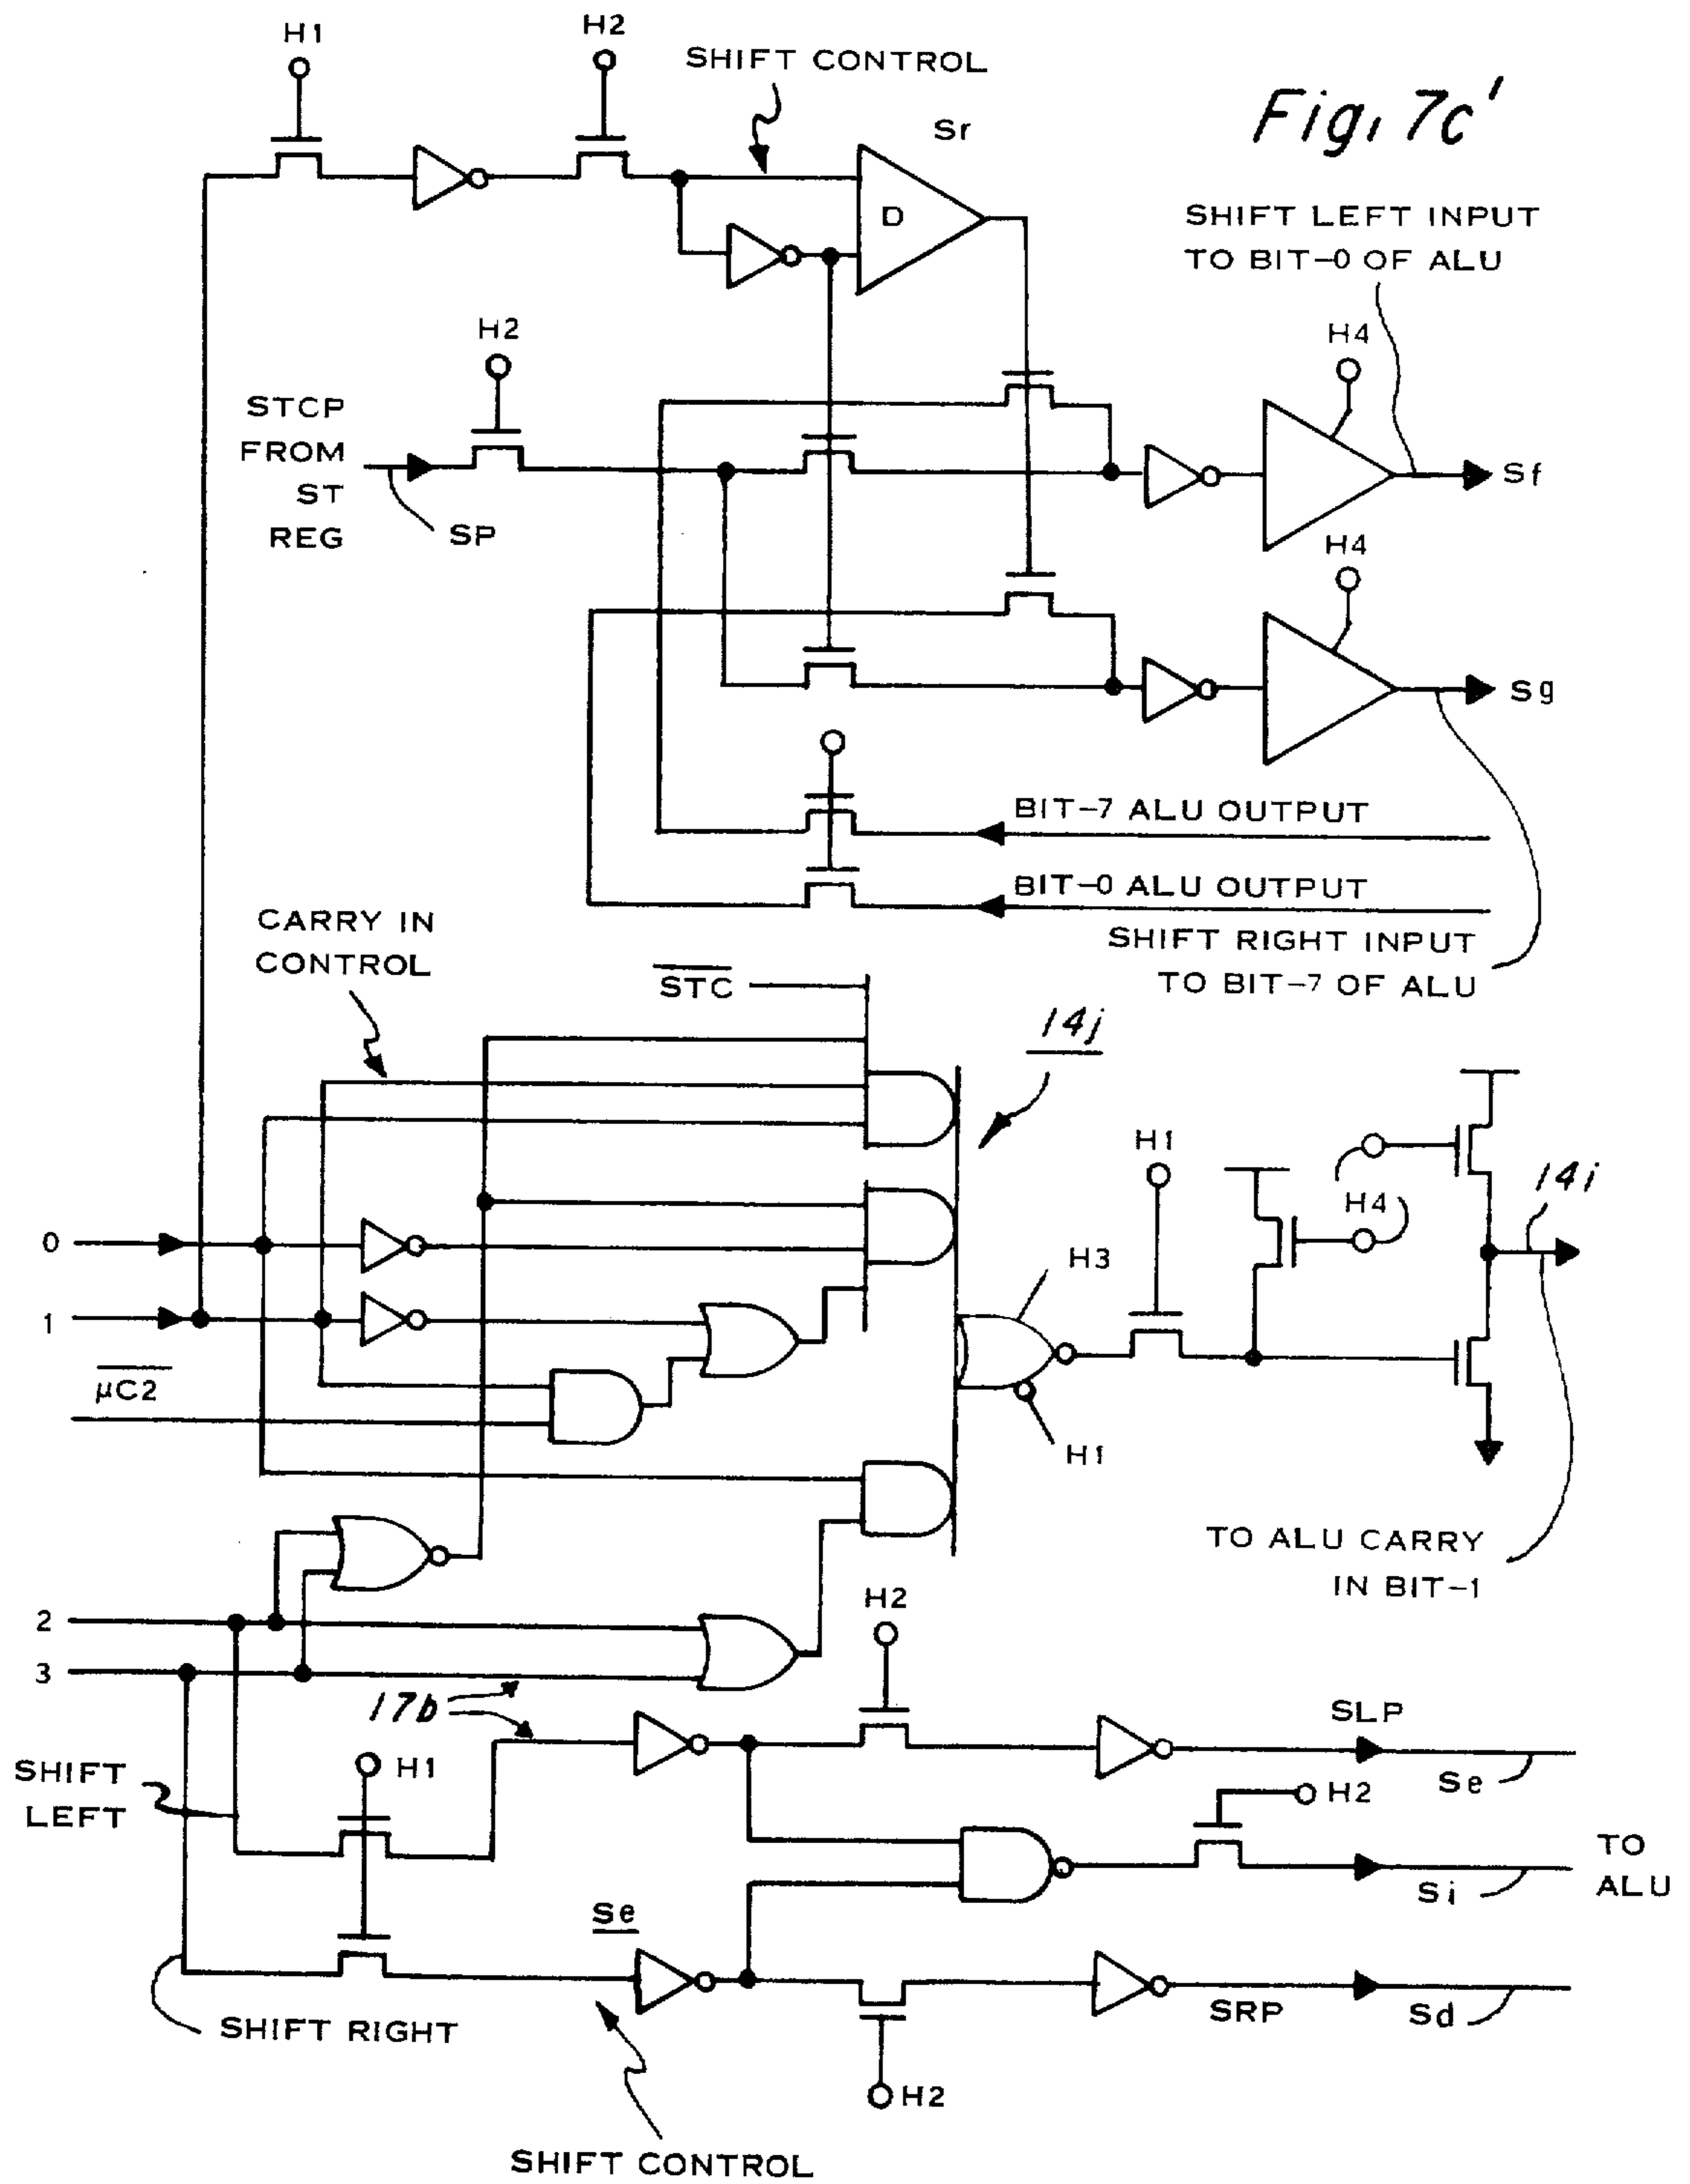 H1
H2
SHIFT CONTROL
Sr
Fig. 7c'
D
SHIFT LEFT INPUT
TO BIT-0 OF ALU
H2
H4
STCP
FROM
ST
REG
SP
Sf
H4
Sg
BIT-7 ALU OUTPUT
BIT-0 ALU OUTPUT
SHIFT RIGHT INPUT
TO BIT-7 OF ALU
CARRY IN
CONTROL
STC
14j
H1
H4
14i
0
H3
1
μC2
H1
TO ALU CARRY
IN BIT-1
2
3
H2
17b
SLP
Se
SHIFT
LEFT
H1
H2
TO
ALU
Si
Se
SHIFT RIGHT
SRP
Sd
H2
SHIFT CONTROL